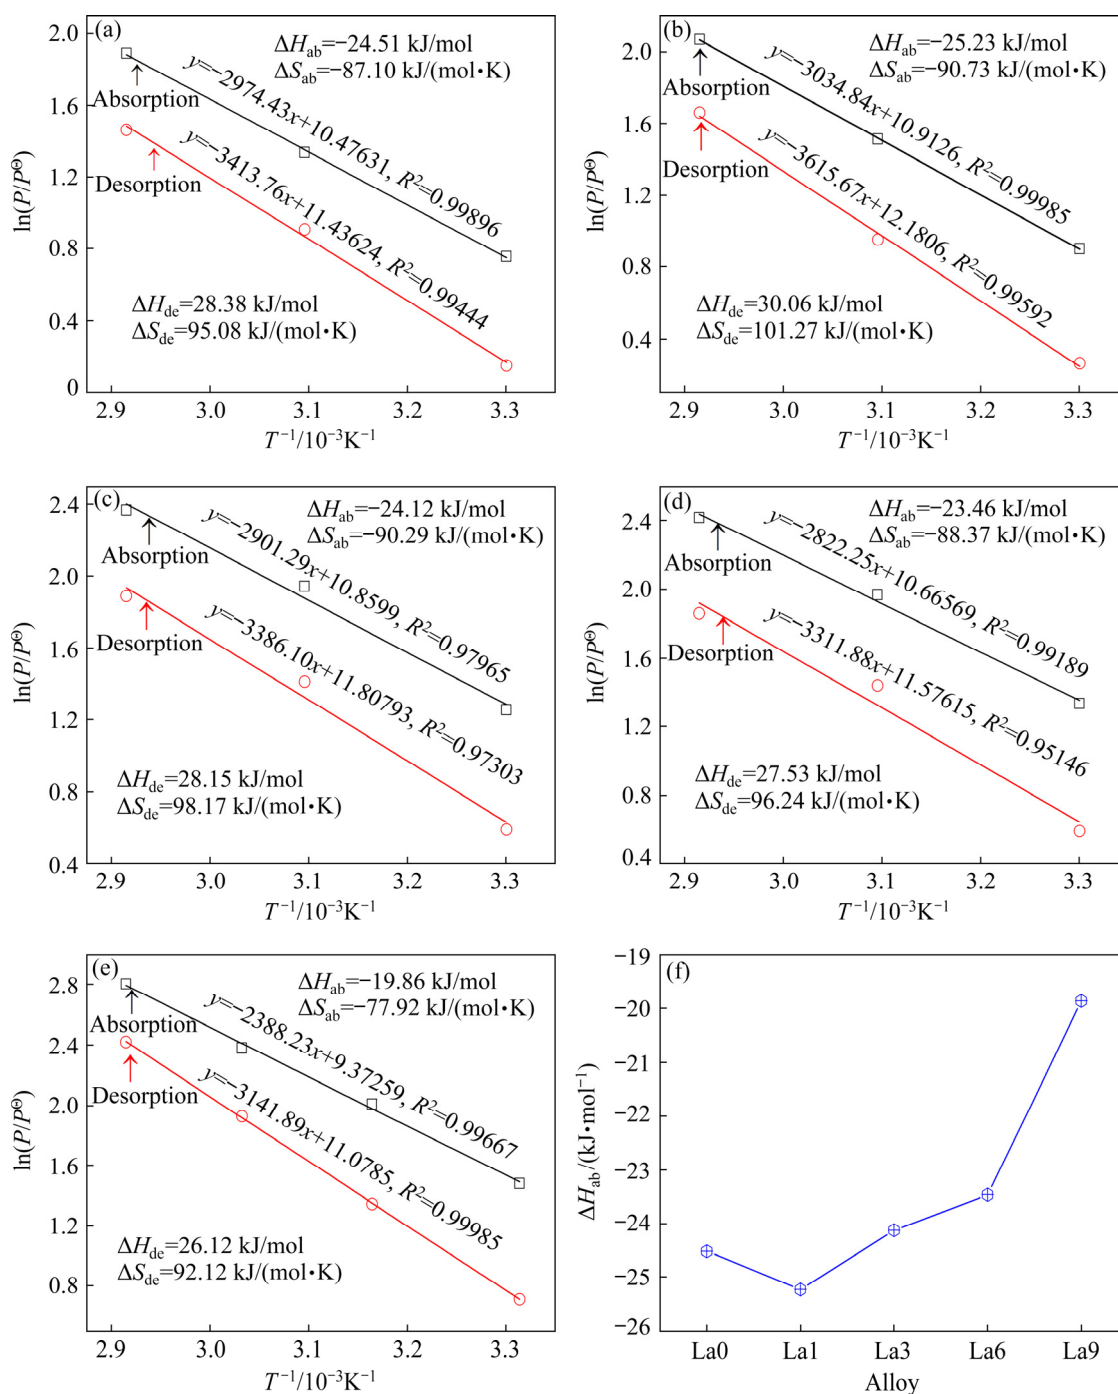 (a)
ΔHab=−24.51 kJ/mol
ΔSab=−87.10 kJ/(mol•K)
y=−2974.43x+10.47631, R²=0.99896
Absorption
y=−3413.76x+11.43624, R²=0.99444
Desorption
ΔHde=28.38 kJ/mol
ΔSde=95.08 kJ/(mol•K)
ln(P/PΘ)
2.0
1.6
1.2
0.8
0.4
0
2.9 3.0 3.1 3.2 3.3
T−1/10−3K−1
(b)
ΔHab=−25.23 kJ/mol
ΔSab=−90.73 kJ/(mol•K)
y=−3034.84x+10.9126, R²=0.99985
Absorption
y=−3615.67x+12.1806, R²=0.99592
Desorption
ΔHde=30.06 kJ/mol
ΔSde=101.27 kJ/(mol•K)
ln(P/PΘ)
2.0
1.6
1.2
0.8
0.4
2.9 3.0 3.1 3.2 3.3
T−1/10−3K−1
(c)
ΔHab=−24.12 kJ/mol
ΔSab=−90.29 kJ/(mol•K)
y=−2901.29x+10.8599, R²=0.97965
Absorption
y=−3386.10x+11.80793, R²=0.97303
Desorption
ΔHde=28.15 kJ/mol
ΔSde=98.17 kJ/(mol•K)
ln(P/PΘ)
2.4
2.0
1.6
1.2
0.8
0.4
2.9 3.0 3.1 3.2 3.3
T−1/10−3K−1
(d)
ΔHab=−23.46 kJ/mol
ΔSab=−88.37 kJ/(mol•K)
y=−2822.25x+10.66569, R²=0.99189
Absorption
y=−3311.88x+11.57615, R²=0.95146
Desorption
ΔHde=27.53 kJ/mol
ΔSde=96.24 kJ/(mol•K)
ln(P/PΘ)
2.4
2.0
1.6
1.2
0.8
0.4
2.9 3.0 3.1 3.2 3.3
T−1/10−3K−1
(e)
ΔHab=−19.86 kJ/mol
ΔSab=−77.92 kJ/(mol•K)
y=−2388.23x+9.37259, R²=0.99667
Absorption
y=−3141.89x+11.0785, R²=0.99985
Desorption
ΔHde=26.12 kJ/mol
ΔSde=92.12 kJ/(mol•K)
ln(P/PΘ)
2.8
2.4
2.0
1.6
1.2
0.8
2.9 3.0 3.1 3.2 3.3
T−1/10−3K−1
(f)
ΔHab/(kJ•mol−1)
−19
−20
−21
−22
−23
−24
−25
−26
La0 La1 La3 La6 La9
Alloy